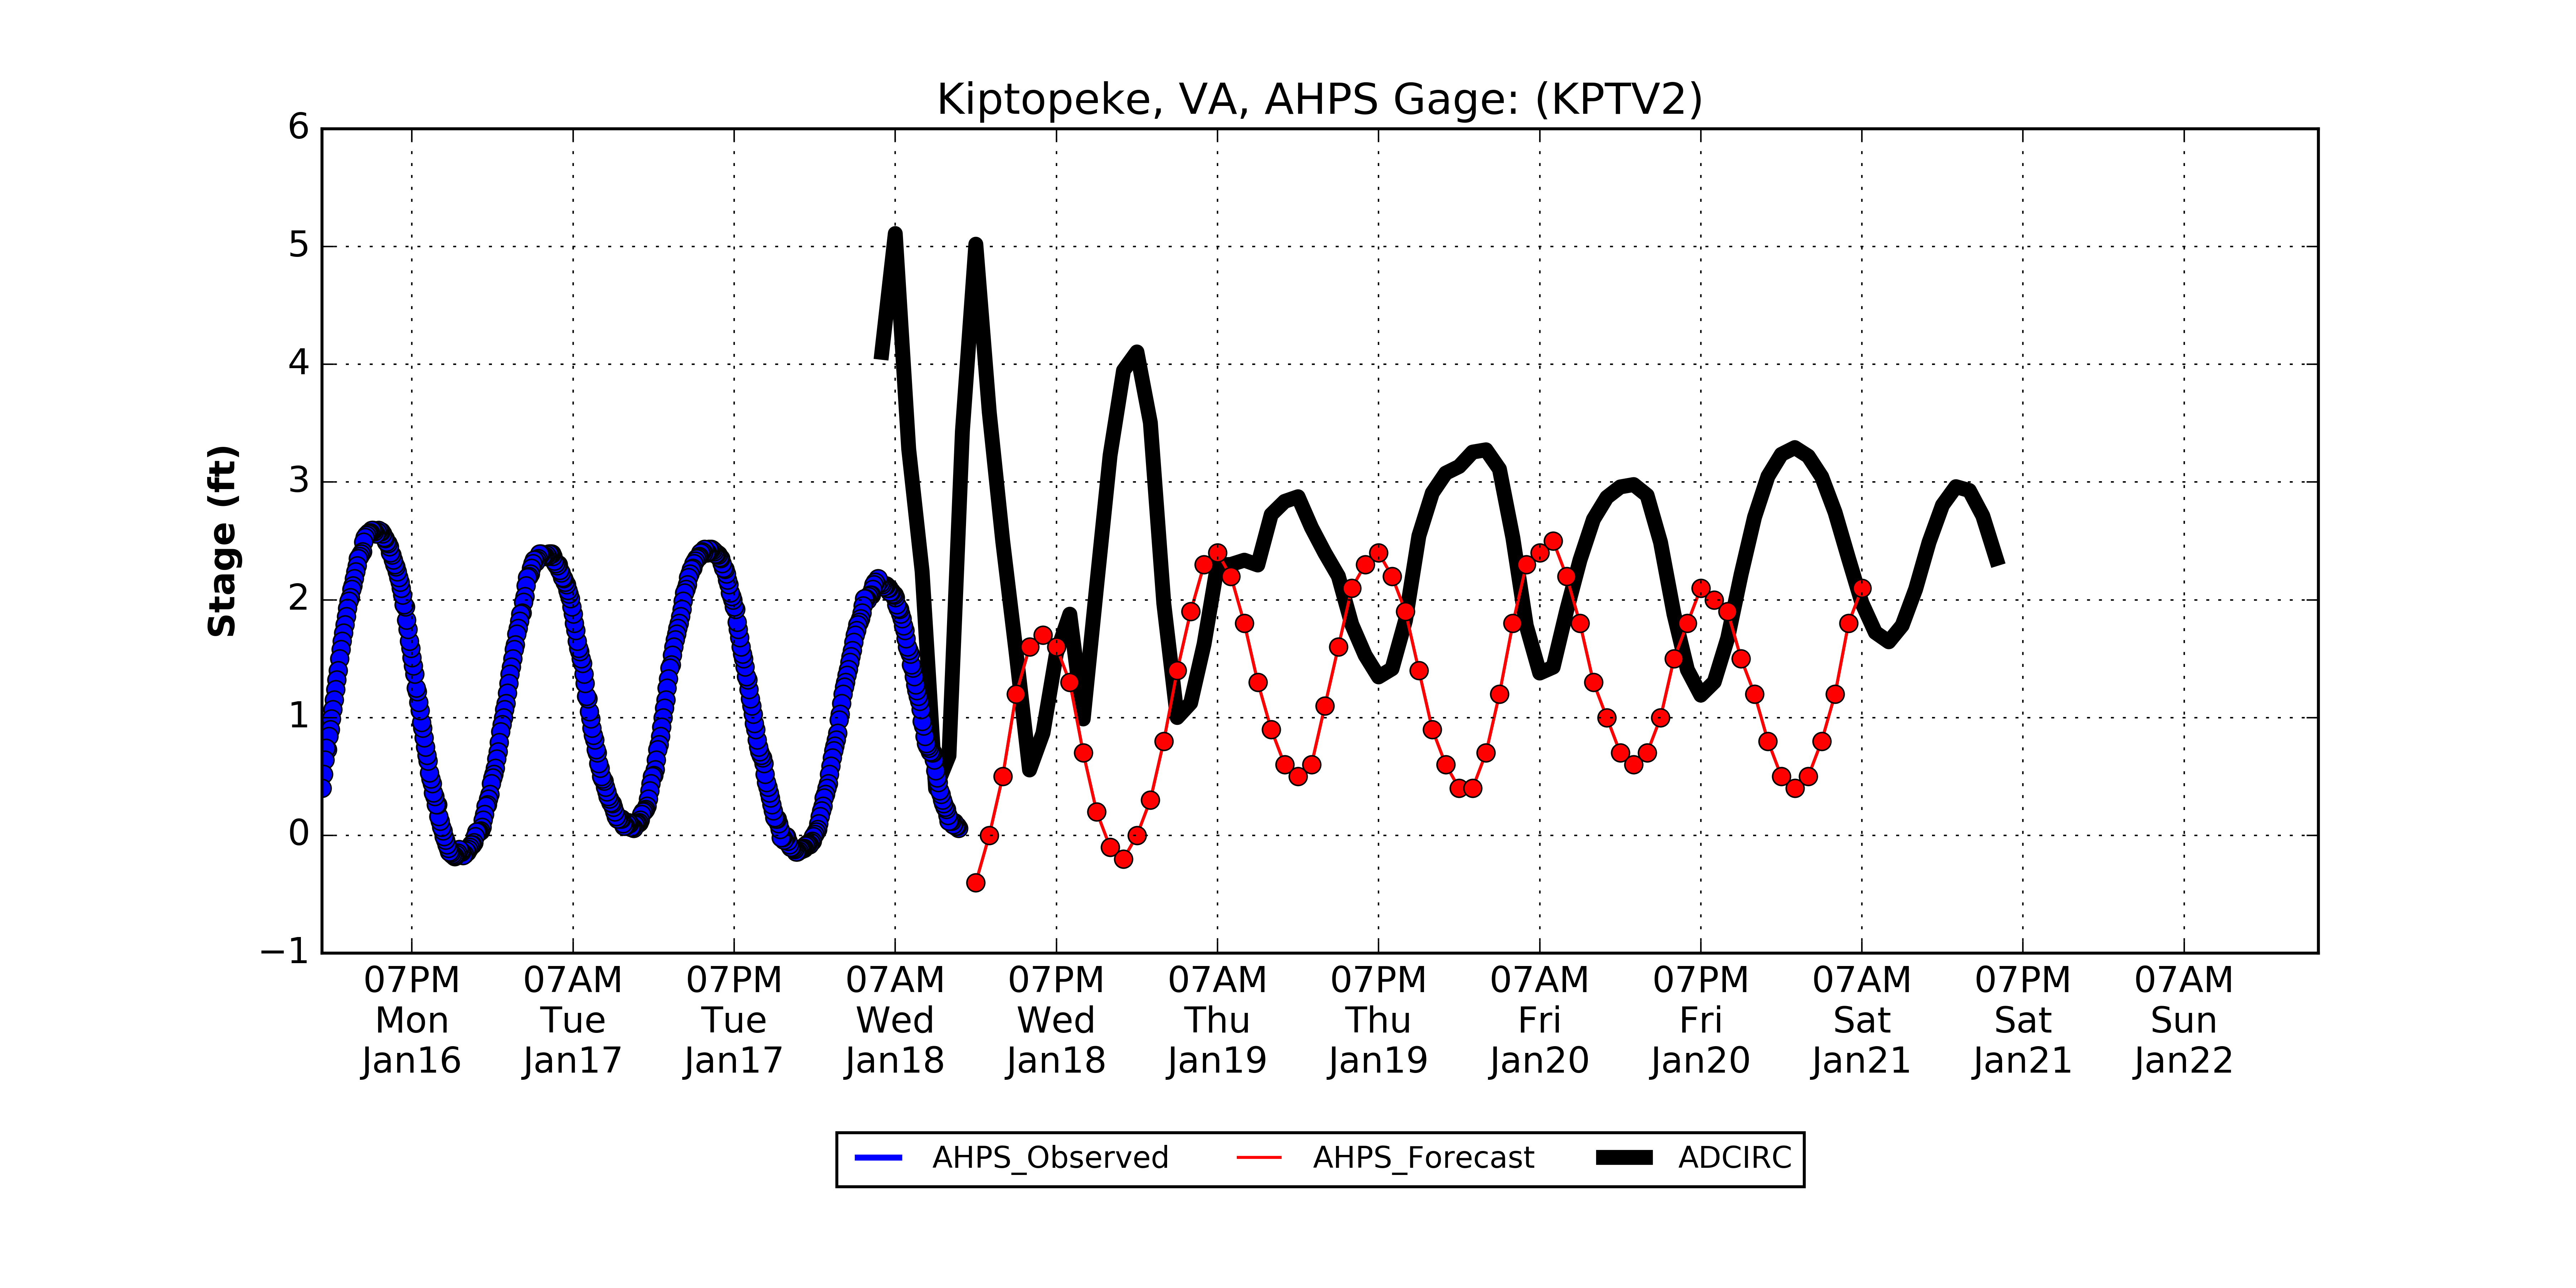 Kiptopeke, VA, AHPS Gage: (KPTV2)
6
5
4
3
2
1
0
−1
Stage (ft)
07PM 07AM 07PM 07AM 07PM 07AM 07PM 07AM 07PM 07AM 07PM 07AM
Mon Tue Tue Wed Wed Thu Thu Fri Fri Sat Sat Sun
Jan16 Jan17 Jan17 Jan18 Jan18 Jan19 Jan19 Jan20 Jan20 Jan21 Jan21 Jan22
AHPS_Observed AHPS_Forecast ADCIRC